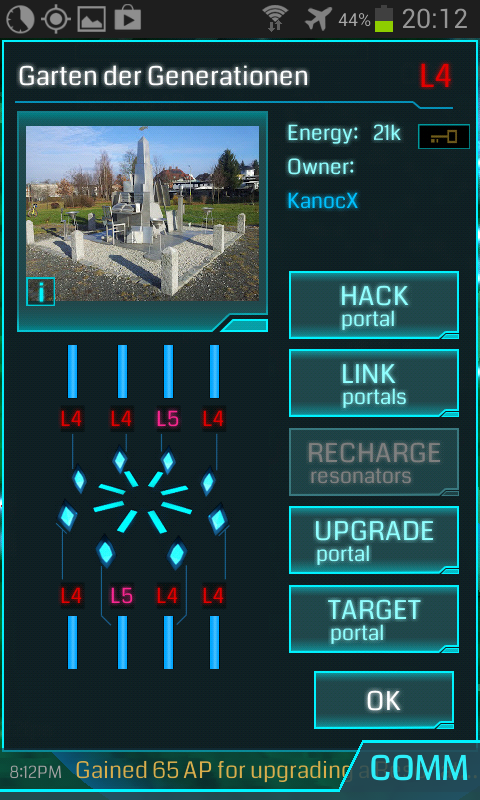 44% 20:12
Garten der Generationen L4
Energy: 21k
Owner:
KanocX
i
HACK
portal
LINK
portals
L4 L4 L5 L4
RECHARGE
resonators
UPGRADE
portal
L4 L5 L4 L4
TARGET
portal
OK
8:12PM Gained 65 AP for upgrading a
COMM